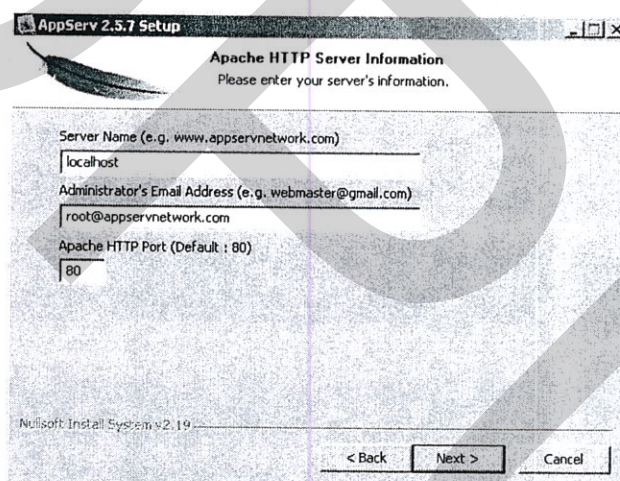 AppServ 2.5.7 Setup
Apache HTTP Server Information
Please enter your server's information.
Server Name (e.g. www.appservnetwork.com)
localhost
Administrator's Email Address (e.g. webmaster@gmail.com)
root@appservnetwork.com
Apache HTTP Port (Default : 80)
80
Nullsoft Install System v2.19
< Back Next > Cancel